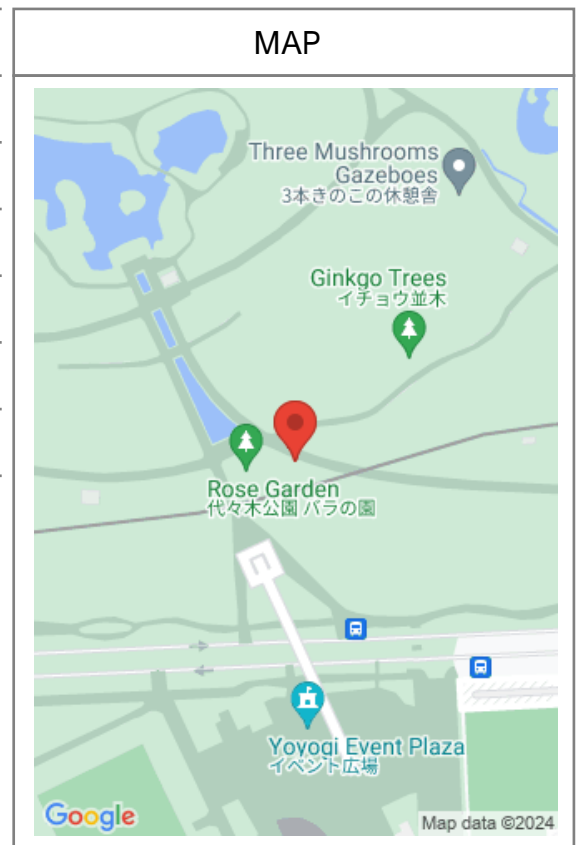 MAP
Three Mushrooms
Gazeboes
3本きのこの休憩舎
Ginkgo Trees
イチョウ並木
Rose Garden
代々木公園 バラの園
Yoyogi Event Plaza
イベント広場
Google
Map data ©2024